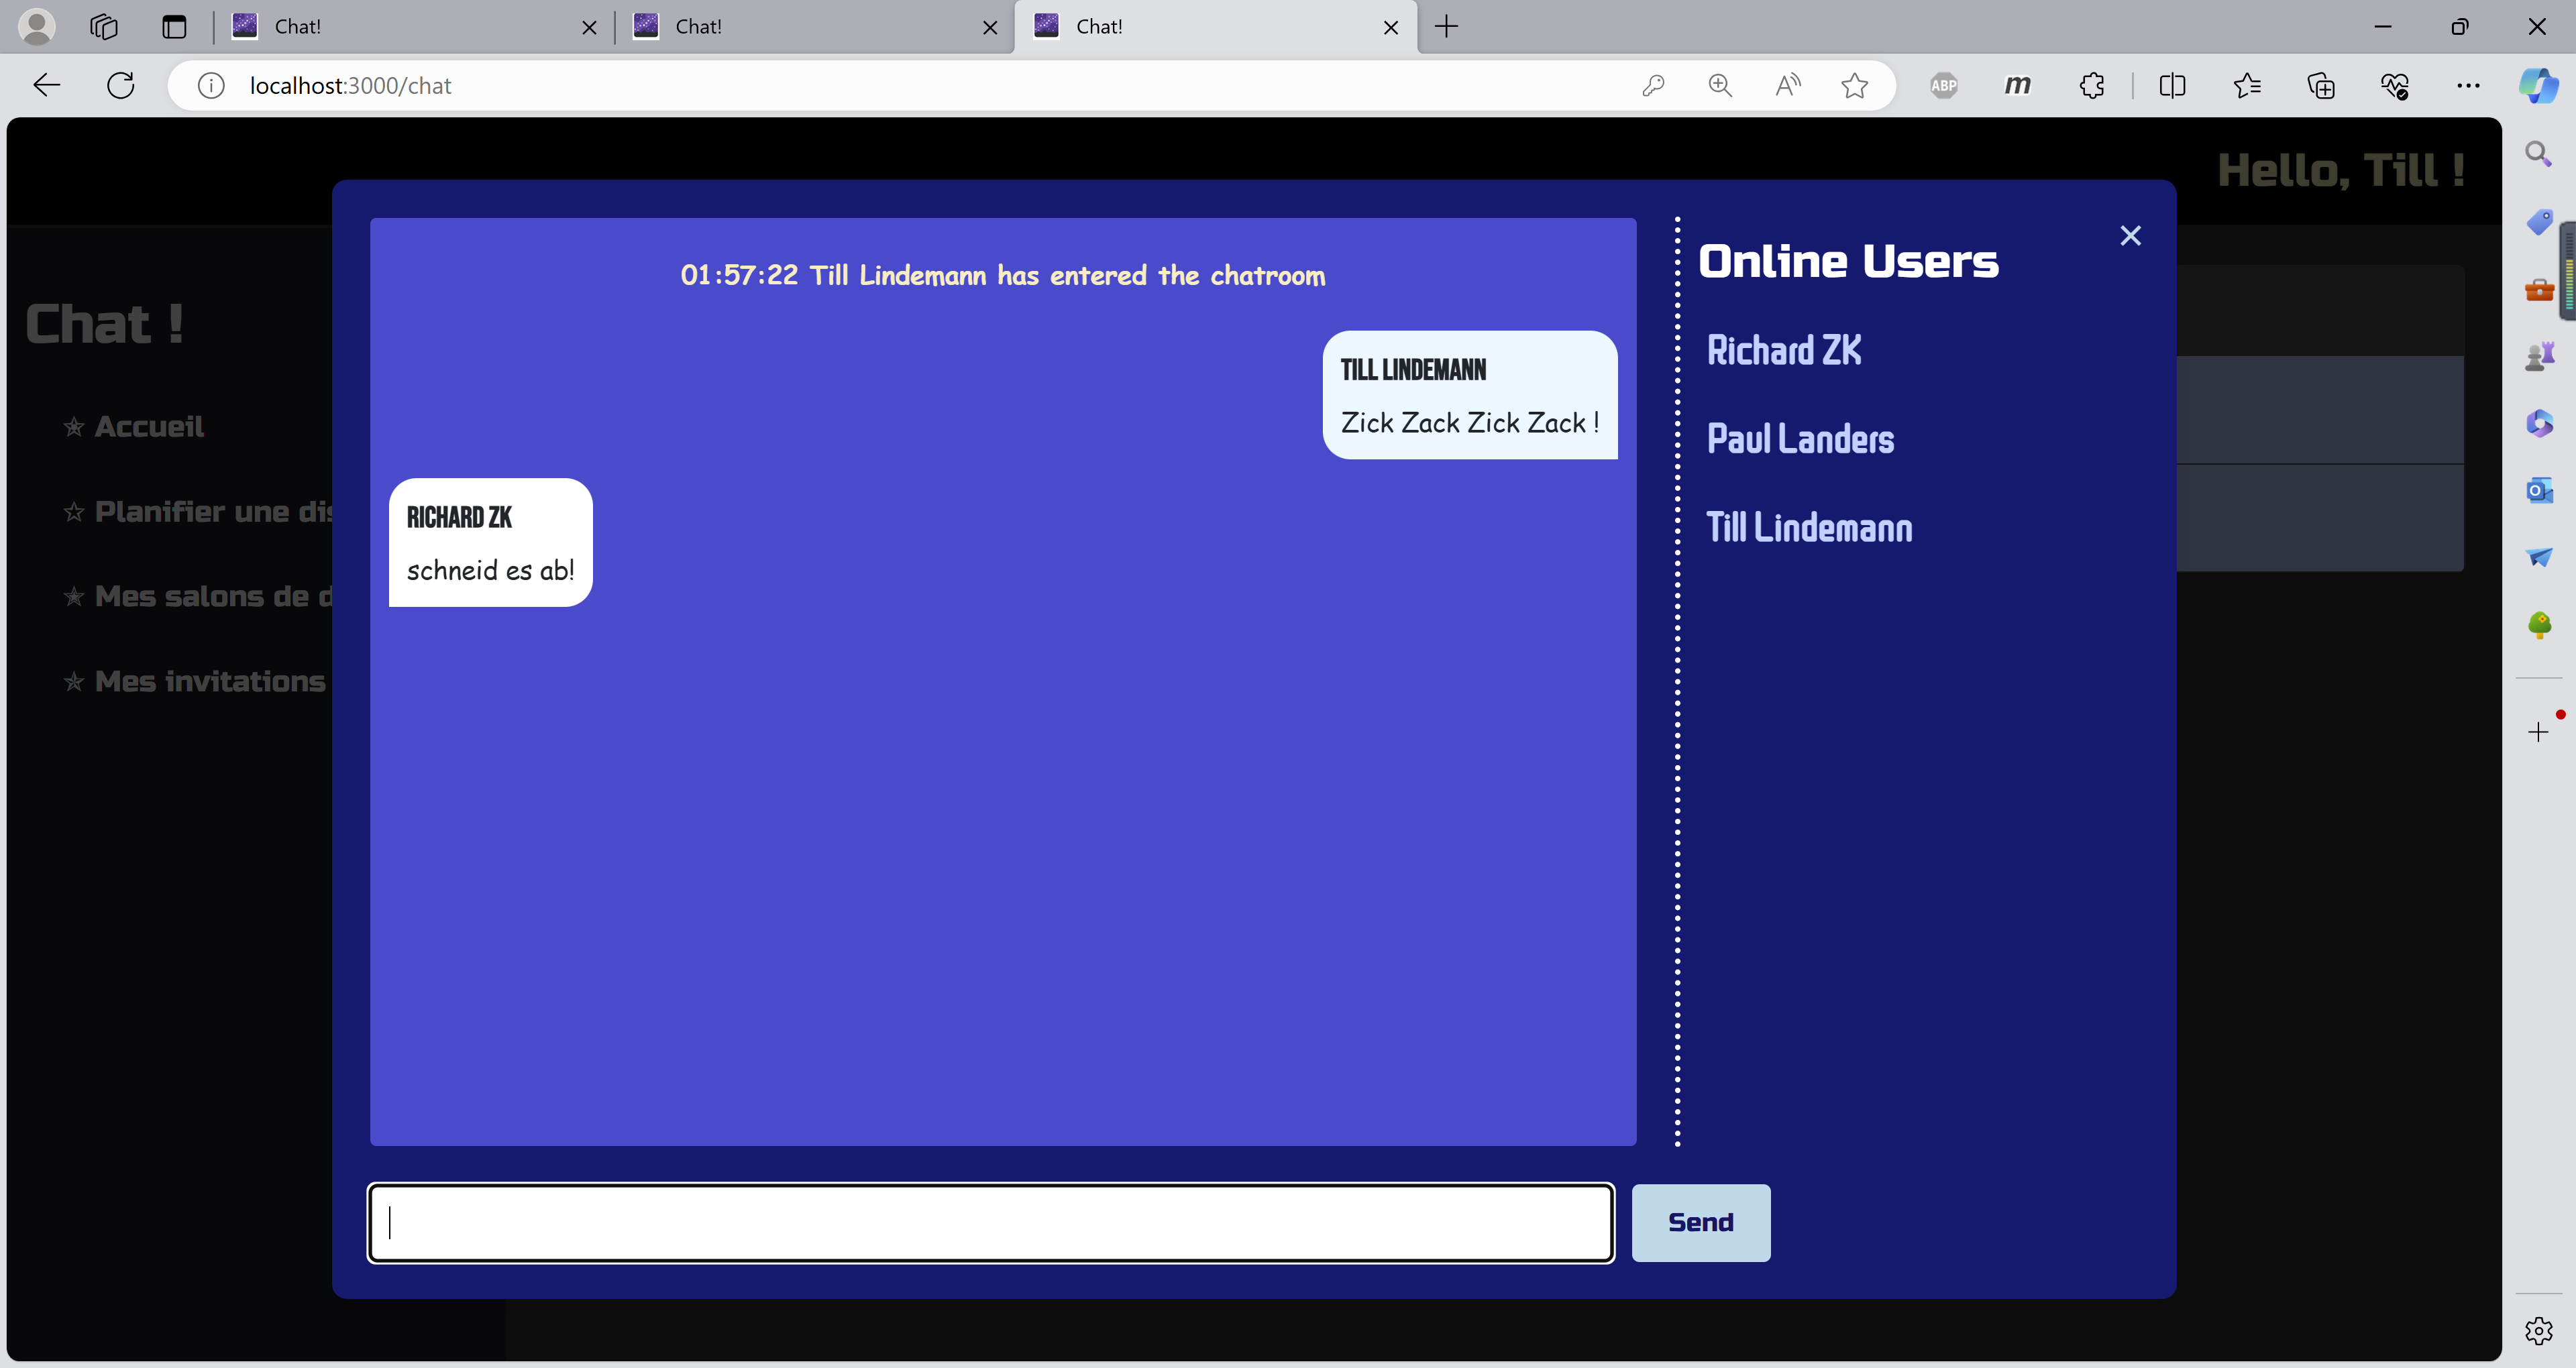 Chat!
Chat!
Chat!
localhost:3000/chat
ABP
m
Hello, Till !
Chat !
Accueil
Planifier une dis
Mes salons de d
Mes invitations
01:57:22 Till Lindemann has entered the chatroom
TILL LINDEMANN
Zick Zack Zick Zack !
RICHARD ZK
schneid es ab!
Online Users
Richard ZK
Paul Landers
Till Lindemann
Send